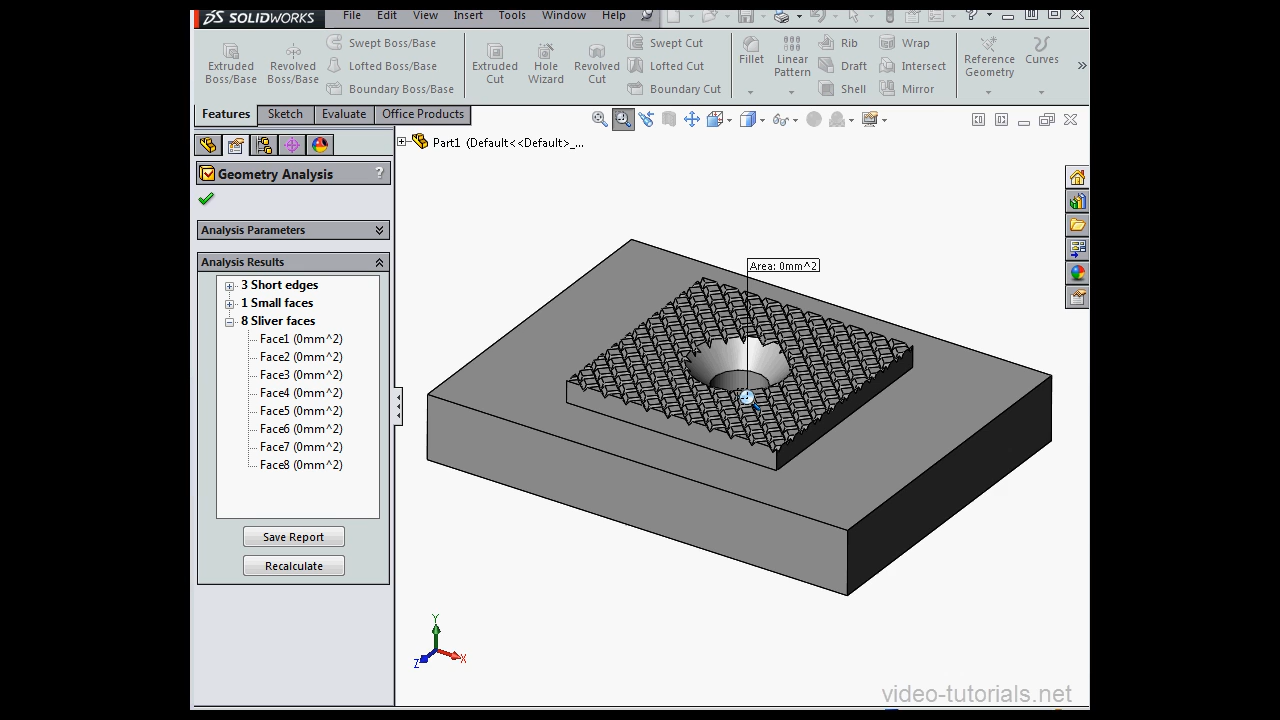 SOLIDWORKS File Edit View Insert Tools Window Help
Extruded Boss/Base
Revolved Boss/Base
Swept Boss/Base
Lofted Boss/Base
Boundary Boss/Base
Extruded Cut
Hole Wizard
Revolved Cut
Swept Cut
Lofted Cut
Boundary Cut
Fillet
Linear Pattern
Rib
Draft
Shell
Wrap
Intersect
Mirror
Reference Geometry
Curves
Features Sketch Evaluate Office Products
Part1 (Default<<Default>_...
Geometry Analysis ?
Analysis Parameters
Analysis Results
3 Short edges
1 Small faces
8 Sliver faces
Face1 (0mm^2)
Face2 (0mm^2)
Face3 (0mm^2)
Face4 (0mm^2)
Face5 (0mm^2)
Face6 (0mm^2)
Face7 (0mm^2)
Face8 (0mm^2)
Save Report
Recalculate
Area: 0mm^2
Y
X
Z
video-tutorials.net